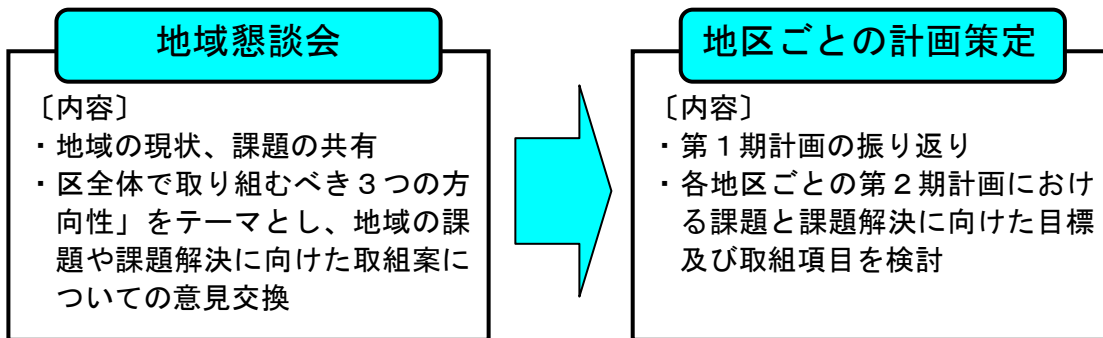 地域懇談会
〔内容〕
・地域の現状、課題の共有
・区全体で取り組むべき３つの方
向性」をテーマとし、地域の課
題や課題解決に向けた取組案に
ついての意見交換
地区ごとの計画策定
〔内容〕
・第１期計画の振り返り
・各地区ごとの第２期計画におけ
る課題と課題解決に向けた目標
及び取組項目を検討